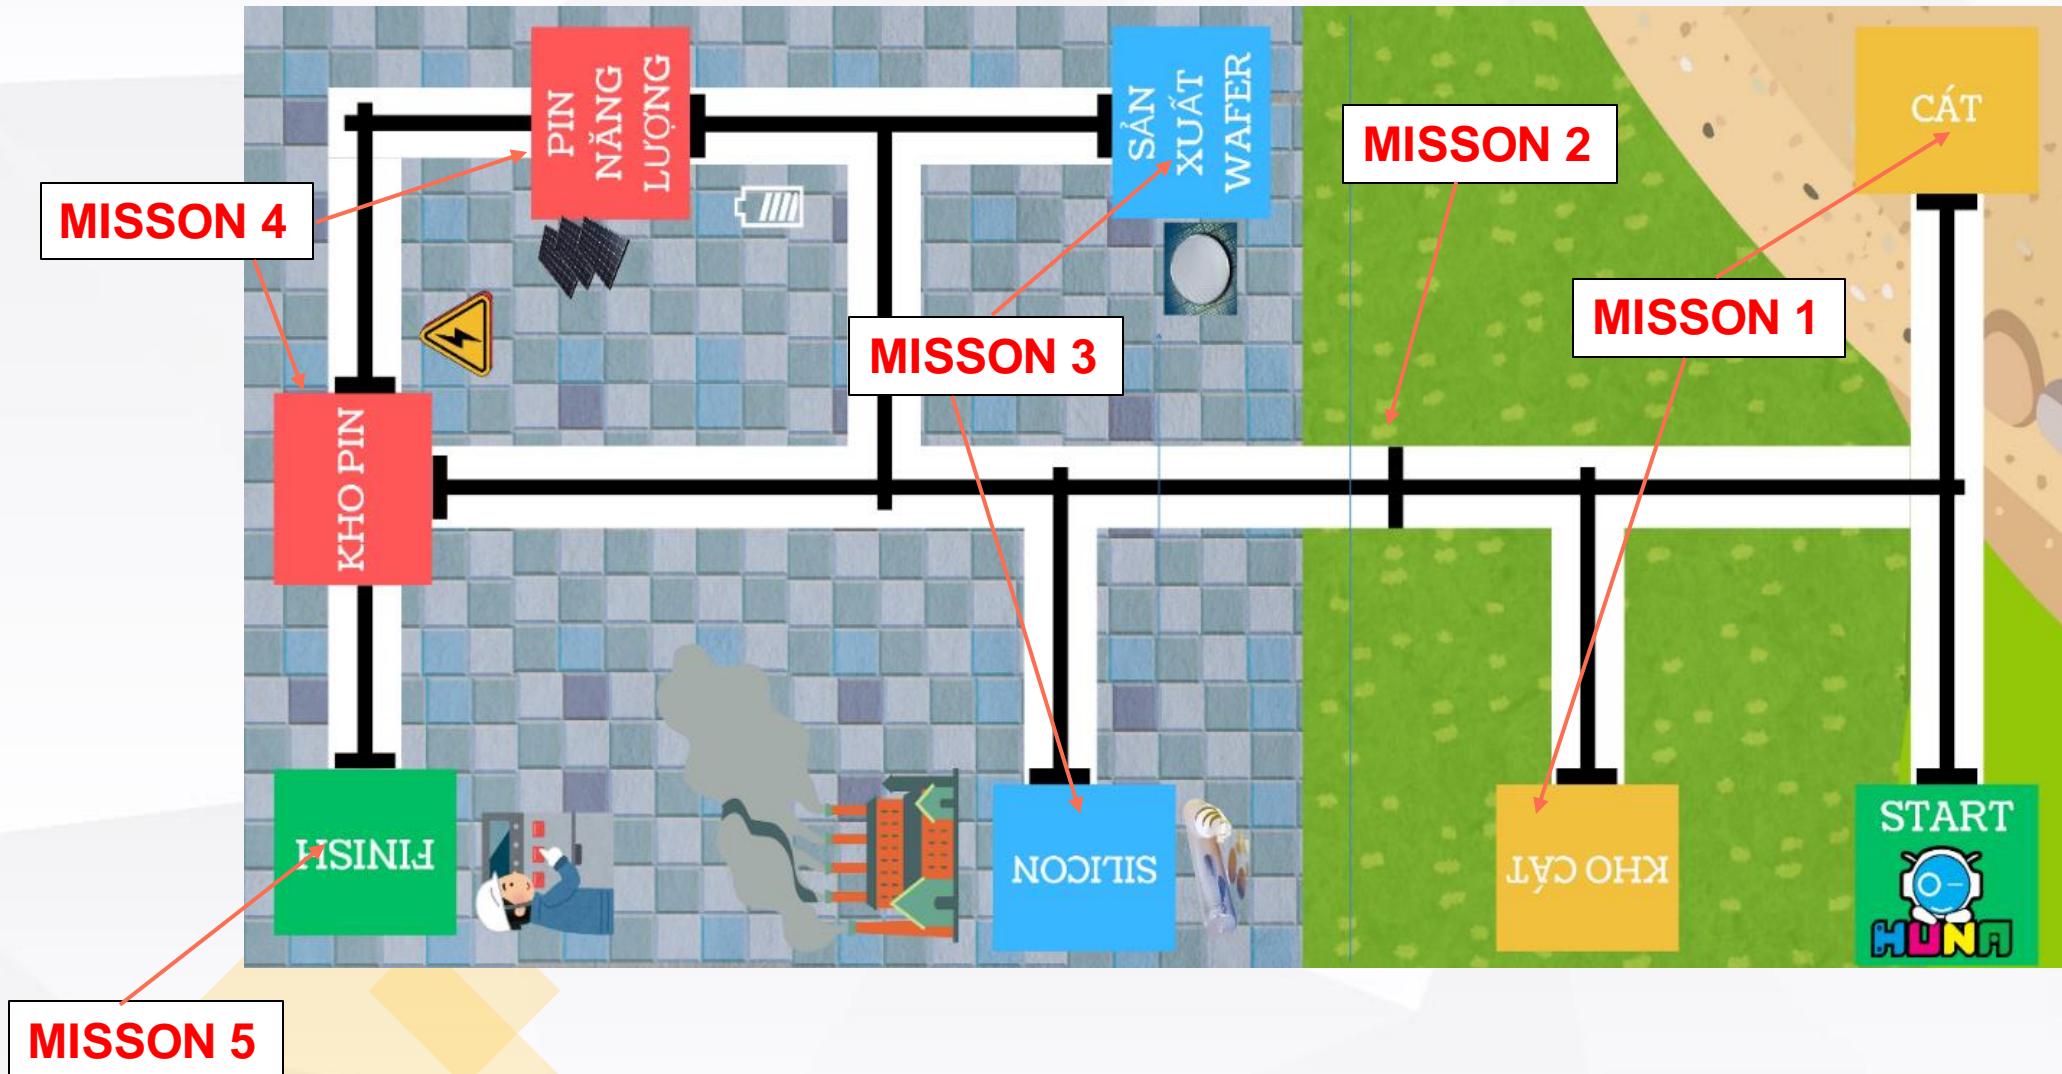 PIN
NĂNG
LƯỢNG
SẢN
XUẤT
WAFER
CÁT
MISSON 2
MISSON 4
MISSON 1
MISSON 3
KHO PIN
START
FINISH
SILICON
KHO CÁT
HUNA
MISSON 5